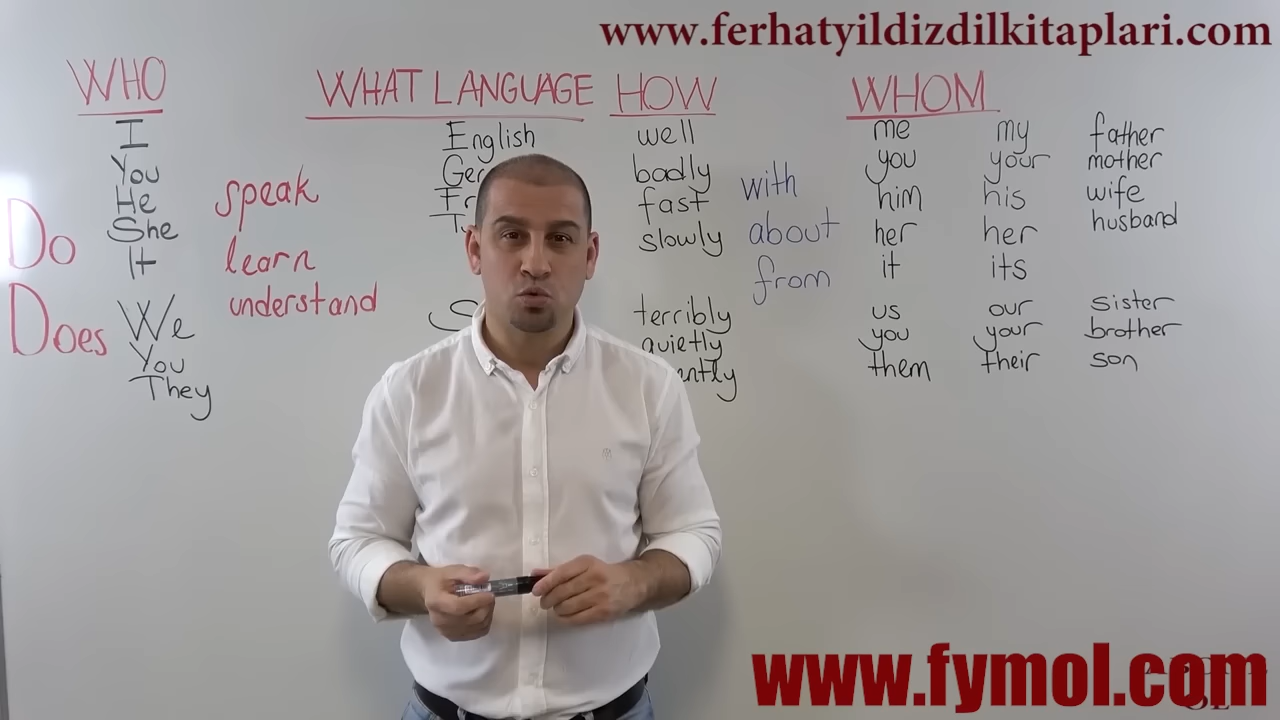 www.ferhatyildizdilkitaplari.com
WHO WHAT LANGUAGE HOW WHOM
I English well me my father
You badly with you your mother
He speak fast him his wife
Do She slowly about her her husband
It learn from it its
Does We understand terribly us our sister
You quietly you your brother
They them their son
www.fymol.com